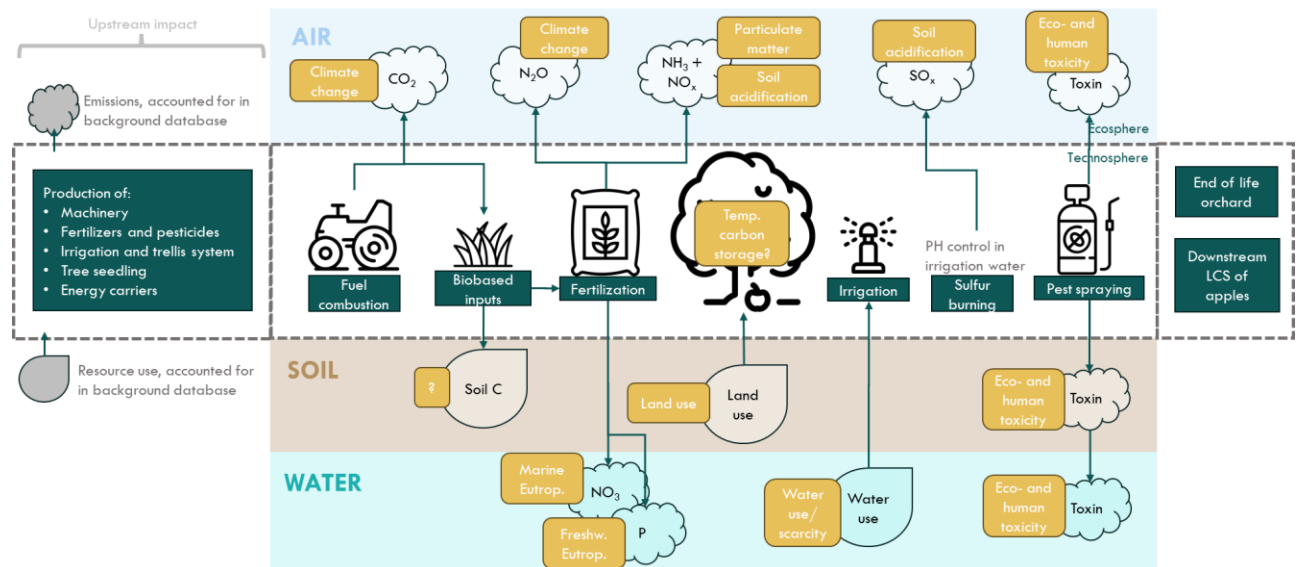 Upstream impact
AIR
Climate
change
CO2
Climate
change
N2O
Particulate
matter
NH3 +
NOx
Soil
acidification
Soil
acidification
SOx
Eco- and
human
toxicity
Toxin
Emissions, accounted for in
background database
Ecosphere
Technosphere
Production of:
• Machinery
• Fertilizers and pesticides
• Irrigation and trellis system
• Tree seedling
• Energy carriers
Fuel
combustion
Biobased
inputs
Fertilization
Temp.
carbon
storage?
Irrigation
PH control in
irrigation water
Sulfur
burning
Pest spraying
End of life
orchard
Downstream
LCS of
apples
Resource use, accounted for
in background database
SOIL
?
Soil C
Land use
Land
use
Eco- and
human
toxicity
Toxin
WATER
Marine
Eutrop.
NO3
Freshw.
Eutrop.
P
Water
use/
scarcity
Water
use
Eco- and
human
toxicity
Toxin